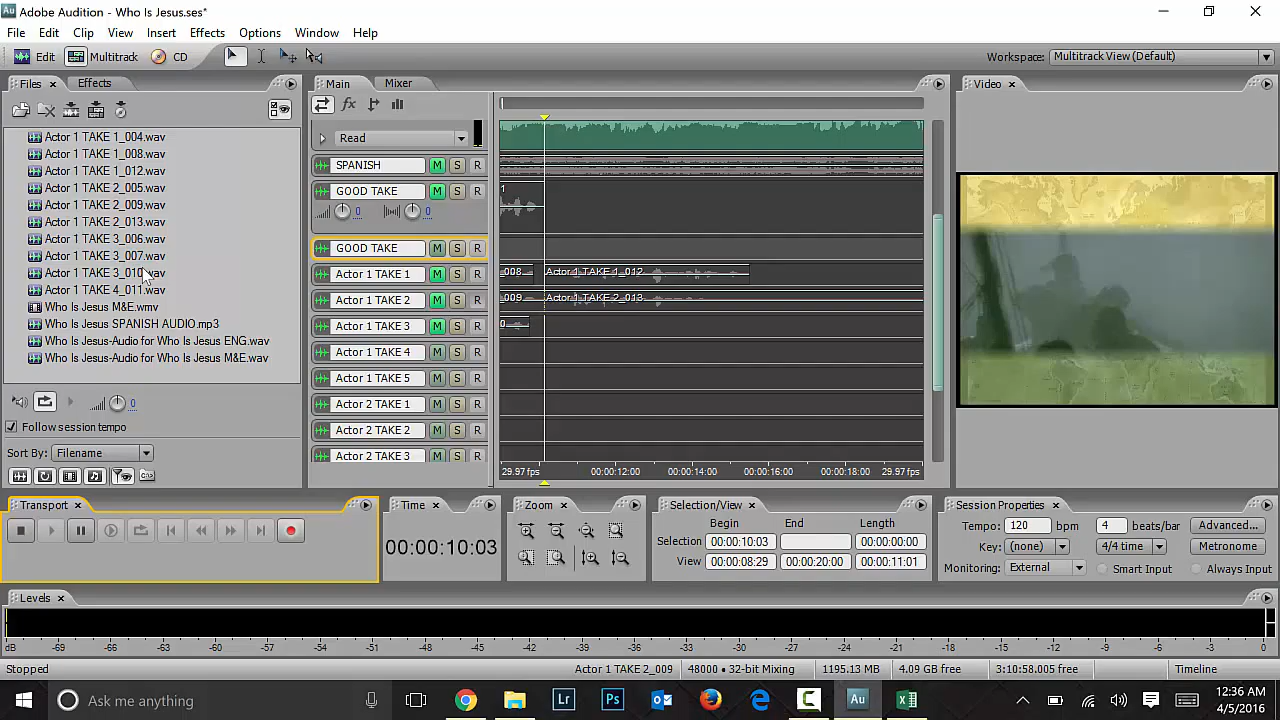 Au Adobe Audition - Who Is Jesus.ses*
File Edit Clip View Insert Effects Options Window Help
Edit Multitrack CD Workspace: Multitrack View (Default)
Files Effects Main Mixer Video
Read
Actor 1 TAKE 1_004.wav
Actor 1 TAKE 1_008.wav
Actor 1 TAKE 1_012.wav
Actor 1 TAKE 2_005.wav
Actor 1 TAKE 2_009.wav
Actor 1 TAKE 2_013.wav
Actor 1 TAKE 3_006.wav
Actor 1 TAKE 3_007.wav
Actor 1 TAKE 3_010.wav
Actor 1 TAKE 4_011.wav
Who Is Jesus M&E.wmv
Who Is Jesus SPANISH AUDIO.mp3
Who Is Jesus-Audio for Who Is Jesus ENG.wav
Who Is Jesus-Audio for Who Is Jesus M&E.wav
0
Follow session tempo
Sort By: Filename
SPANISH M S R
GOOD TAKE M S R
0 0
GOOD TAKE M S R
Actor 1 TAKE 1 M S R _008... Actor 1 TAKE 1_012
Actor 1 TAKE 2 M S R _009... Actor 1 TAKE 2_013
Actor 1 TAKE 3 M S R
Actor 1 TAKE 4 M S R
Actor 1 TAKE 5 M S R
Actor 2 TAKE 1 M S R
Actor 2 TAKE 2 M S R
Actor 2 TAKE 3 M S R
29.97 fps 00:00:12:00 00:00:14:00 00:00:16:00 00:00:18:00 29.97 fps
Transport Time Zoom Selection/View Session Properties
00:00:10:03
Begin End Length
Selection 00:00:10:03 00:00:00:00
View 00:00:08:29 00:00:20:00 00:00:11:01
Tempo: 120 bpm 4 beats/bar Advanced...
Key: (none) 4/4 time Metronome
Monitoring: External Smart Input Always Input
Levels
dB -69 -66 -63 -60 -57 -54 -51 -48 -45 -42 -39 -36 -33 -30 -27 -24 -21 -18 -15 -12 -9 -6 -3 0
Stopped Actor 1 TAKE 2_009 48000 • 32-bit Mixing 1195.13 MB 4.09 GB free 3:10:58.005 free Timeline
Ask me anything Lr Ps Au 12:36 AM
4/5/2016